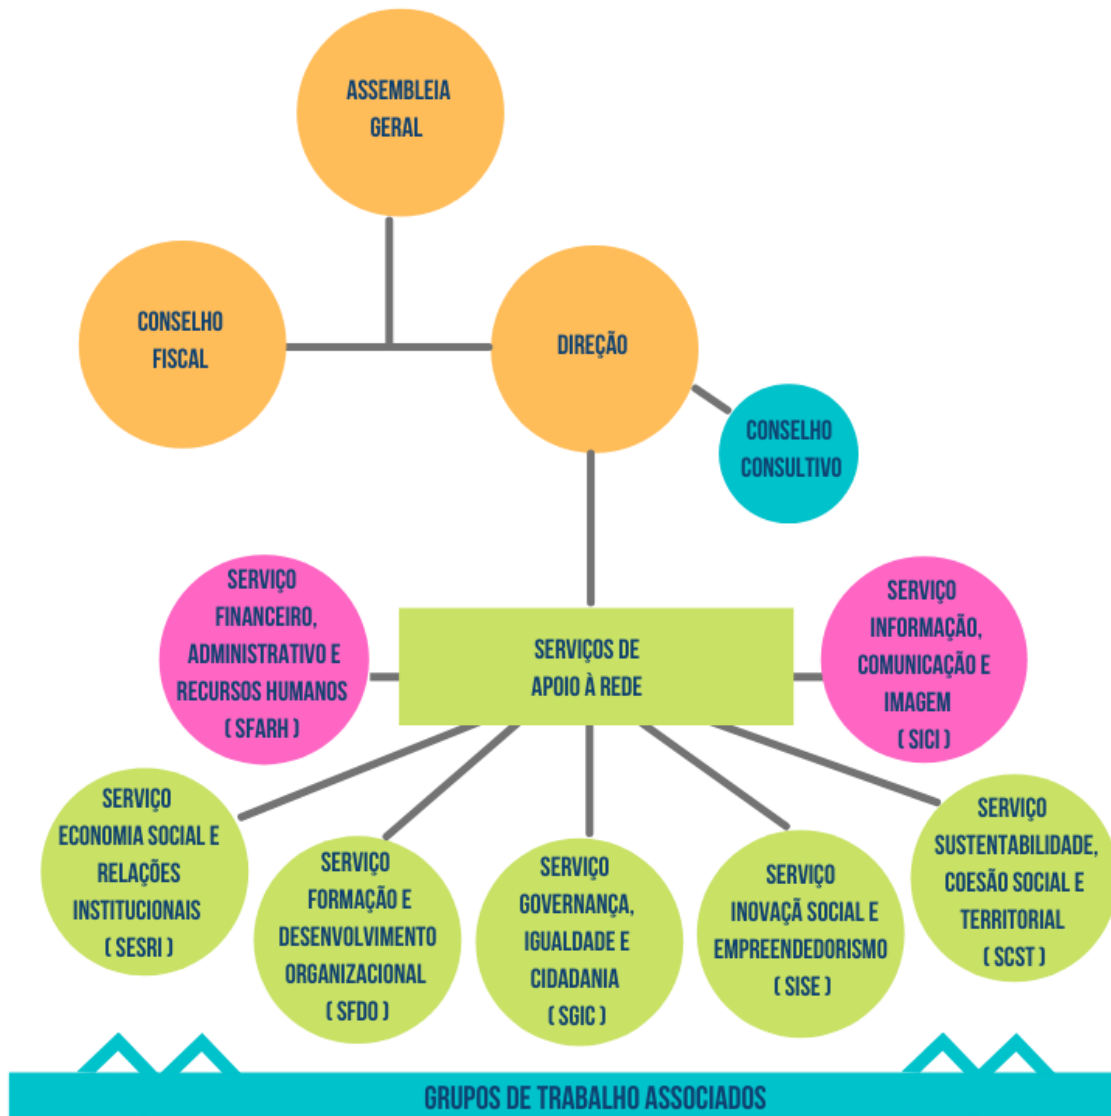 ASSEMBLEIA
GERAL
CONSELHO
FISCAL
DIREÇÃO
CONSELHO
CONSULTIVO
SERVIÇO
FINANCEIRO,
ADMINISTRATIVO E
RECURSOS HUMANOS
( SFARH )
SERVIÇOS DE
APOIO À REDE
SERVIÇO
INFORMAÇÃO,
COMUNICAÇÃO E
IMAGEM
( SICI )
SERVIÇO
ECONOMIA SOCIAL E
RELAÇÕES
INSTITUCIONAIS
( SESRI )
SERVIÇO
FORMAÇÃO E
DESENVOLVIMENTO
ORGANIZACIONAL
( SFDO )
SERVIÇO
GOVERNANÇA,
IGUALDADE E
CIDADANIA
( SGIC )
SERVIÇO
INOVAÇÃ SOCIAL E
EMPREENDEDORISMO
( SISE )
SERVIÇO
SUSTENTABILIDADE,
COESÃO SOCIAL E
TERRITORIAL
( SCST )
GRUPOS DE TRABALHO ASSOCIADOS